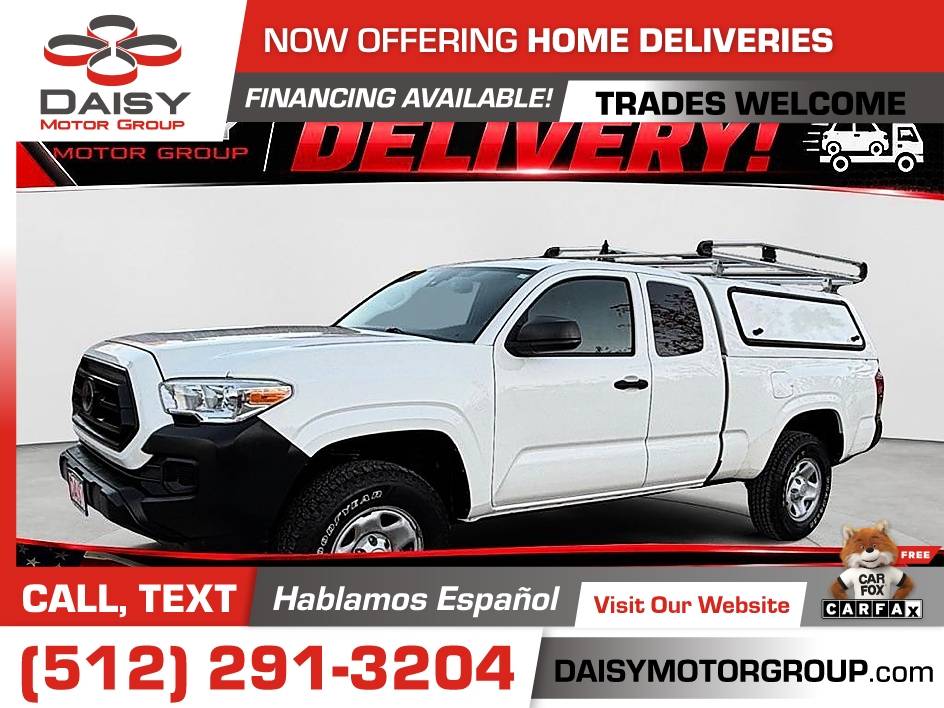 NOW OFFERING HOME DELIVERIES
DAISY
MOTOR GROUP
FINANCING AVAILABLE!
TRADES WELCOME
MOTOR GROUP
DELIVERY!
GOODYEAR
CALL, TEXT
Hablamos Español
Visit Our Website
FREE
CAR
FOX
CARFAX
(512) 291-3204
DAISYMOTORGROUP.com